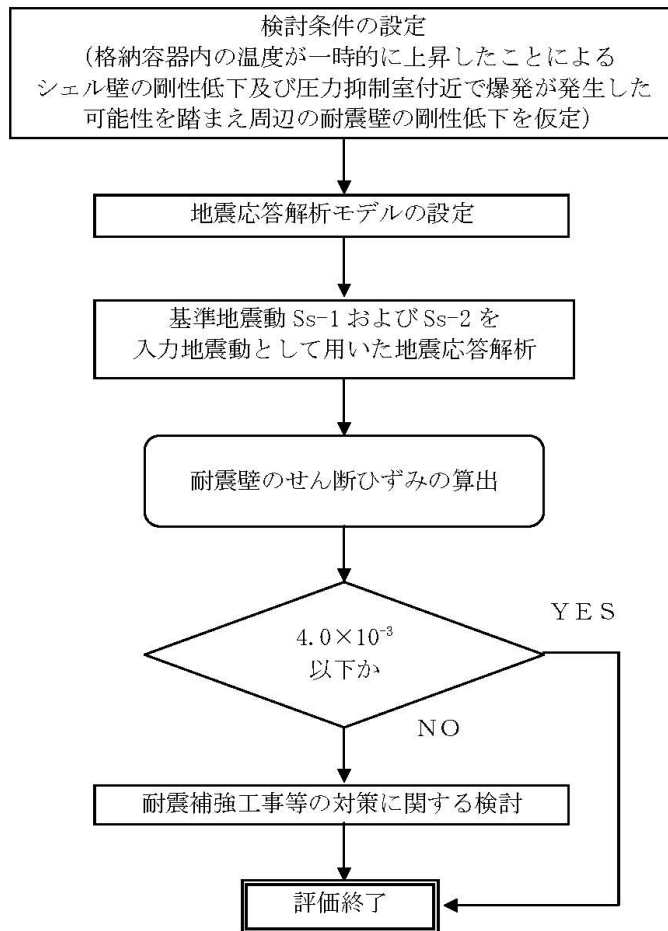 検討条件の設定
(格納容器内の温度が一時的に上昇したことによる
シェル壁の剛性低下及び圧力抑制室付近で爆発が発生した
可能性を踏まえ周辺の耐震壁の剛性低下を仮定)
地震応答解析モデルの設定
基準地震動 Ss-1 および Ss-2 を
入力地震動として用いた地震応答解析
耐震壁のせん断ひずみの算出
4.0×10⁻³
以下か
YES
NO
耐震補強工事等の対策に関する検討
評価終了